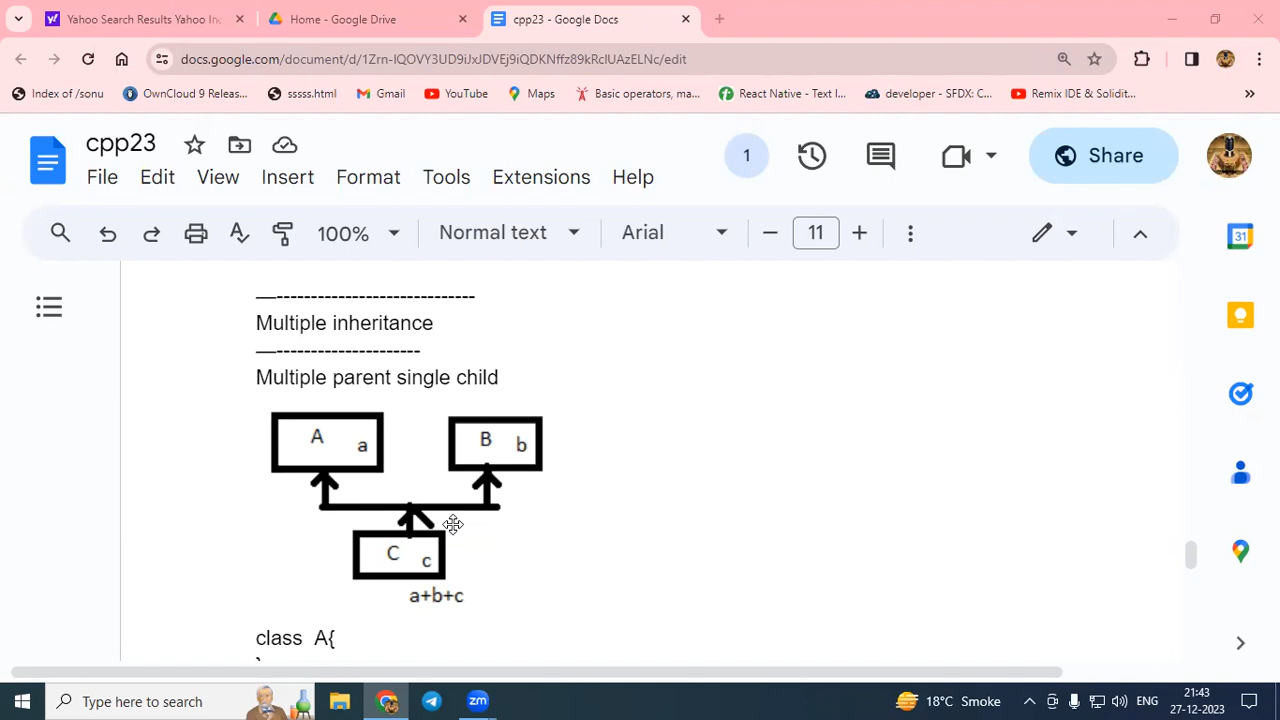 Yahoo Search Results Yahoo In
Home - Google Drive
cpp23 - Google Docs
docs.google.com/document/d/1Zrn-IQOVY3UD9iJxJDVEj9iQDKNffz89kRcIUAzELNc/edit
Index of /sonu
OwnCloud 9 Releas...
sssss.html
Gmail
YouTube
Maps
Basic operators, ma...
React Native - Text I...
developer - SFDX: C...
Remix IDE & Solidit...
cpp23
1
Share
File Edit View Insert Format Tools Extensions Help
100% Normal text Arial 11
31
—-----------------------------
Multiple inheritance
—---------------------
Multiple parent single child
A a
B b
C c
a+b+c
class A{
}
Type here to search
zm
18°C Smoke
ENG
21:43
27-12-2023